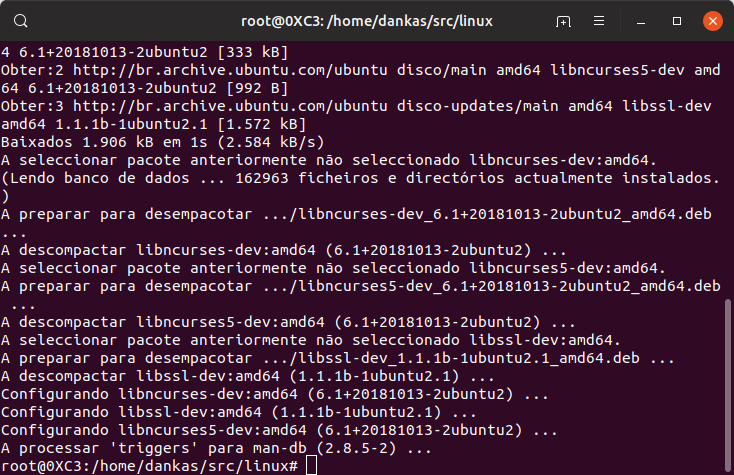 root@0XC3: /home/dankas/src/linux
4 6.1+20181013-2ubuntu2 [333 kB]
Obter:2 http://br.archive.ubuntu.com/ubuntu disco/main amd64 libncurses5-dev amd
64 6.1+20181013-2ubuntu2 [992 B]
Obter:3 http://br.archive.ubuntu.com/ubuntu disco-updates/main amd64 libssl-dev
amd64 1.1.1b-1ubuntu2.1 [1.572 kB]
Baixados 1.906 kB em 1s (2.584 kB/s)
A seleccionar pacote anteriormente não seleccionado libncurses-dev:amd64.
(Lendo banco de dados ... 162963 ficheiros e directórios actualmente instalados.
)
A preparar para desempacotar .../libncurses-dev_6.1+20181013-2ubuntu2_amd64.deb
...
A descompactar libncurses-dev:amd64 (6.1+20181013-2ubuntu2) ...
A seleccionar pacote anteriormente não seleccionado libncurses5-dev:amd64.
A preparar para desempacotar .../libncurses5-dev_6.1+20181013-2ubuntu2_amd64.deb
...
A descompactar libncurses5-dev:amd64 (6.1+20181013-2ubuntu2) ...
A seleccionar pacote anteriormente não seleccionado libssl-dev:amd64.
A preparar para desempacotar .../libssl-dev_1.1.1b-1ubuntu2.1_amd64.deb ...
A descompactar libssl-dev:amd64 (1.1.1b-1ubuntu2.1) ...
Configurando libncurses-dev:amd64 (6.1+20181013-2ubuntu2) ...
Configurando libssl-dev:amd64 (1.1.1b-1ubuntu2.1) ...
Configurando libncurses5-dev:amd64 (6.1+20181013-2ubuntu2) ...
A processar 'triggers' para man-db (2.8.5-2) ...
root@0XC3:/home/dankas/src/linux#